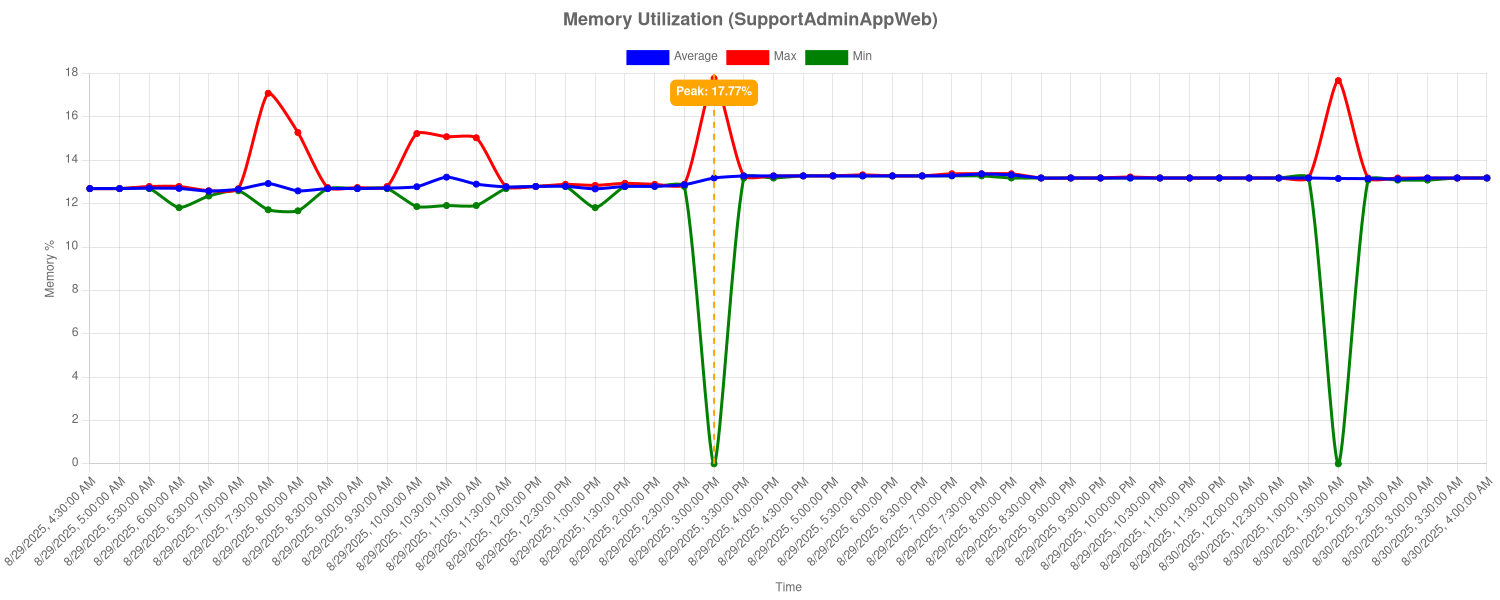 Memory Utilization (SupportAdminAppWeb)
Average Max Min
Peak: 17.77%
18
16
14
12
10
8
6
4
2
0
Memory %
8/29/2025, 4:30:00 AM
8/29/2025, 5:00:00 AM
8/29/2025, 5:30:00 AM
8/29/2025, 6:00:00 AM
8/29/2025, 6:30:00 AM
8/29/2025, 7:00:00 AM
8/29/2025, 7:30:00 AM
8/29/2025, 8:00:00 AM
8/29/2025, 8:30:00 AM
8/29/2025, 9:00:00 AM
8/29/2025, 9:30:00 AM
8/29/2025, 10:00:00 AM
8/29/2025, 10:30:00 AM
8/29/2025, 11:00:00 AM
8/29/2025, 11:30:00 AM
8/29/2025, 12:00:00 PM
8/29/2025, 12:30:00 PM
8/29/2025, 1:00:00 PM
8/29/2025, 1:30:00 PM
8/29/2025, 2:00:00 PM
8/29/2025, 2:30:00 PM
8/29/2025, 3:00:00 PM
8/29/2025, 3:30:00 PM
8/29/2025, 4:00:00 PM
8/29/2025, 4:30:00 PM
8/29/2025, 5:00:00 PM
8/29/2025, 5:30:00 PM
8/29/2025, 6:00:00 PM
8/29/2025, 6:30:00 PM
8/29/2025, 7:00:00 PM
8/29/2025, 7:30:00 PM
8/29/2025, 8:00:00 PM
8/29/2025, 8:30:00 PM
8/29/2025, 9:00:00 PM
8/29/2025, 9:30:00 PM
8/29/2025, 10:00:00 PM
8/29/2025, 10:30:00 PM
8/29/2025, 11:00:00 PM
8/29/2025, 11:30:00 PM
8/30/2025, 12:00:00 AM
8/30/2025, 12:30:00 AM
8/30/2025, 1:00:00 AM
8/30/2025, 1:30:00 AM
8/30/2025, 2:00:00 AM
8/30/2025, 2:30:00 AM
8/30/2025, 3:00:00 AM
8/30/2025, 3:30:00 AM
8/30/2025, 4:00:00 AM
Time